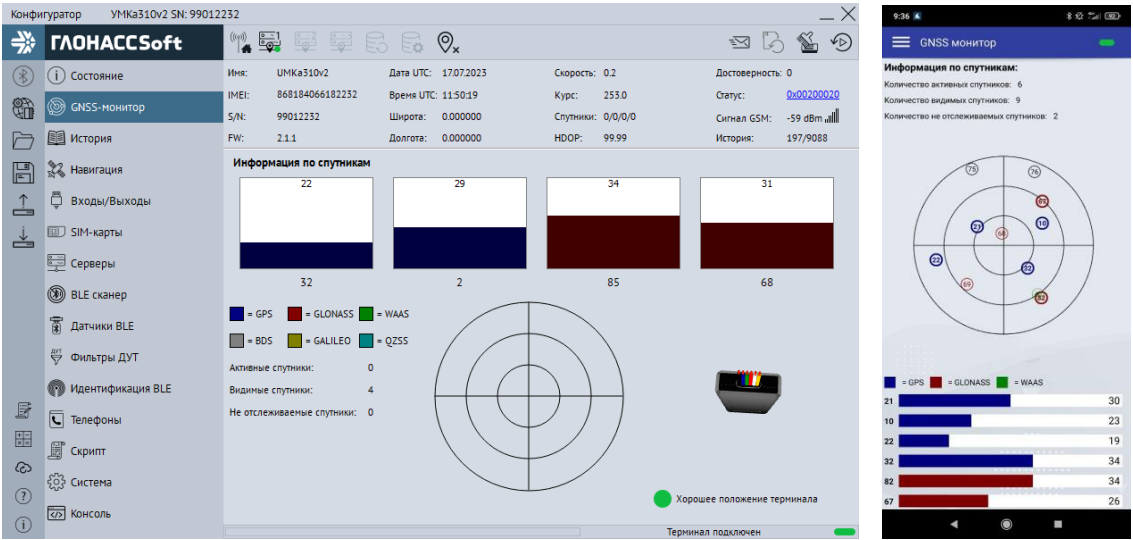 Конфигуратор УМКа310v2 SN: 99012232
ГЛОНАССSoft
Состояние
GNSS-монитор
История
Навигация
Входы/Выходы
SIM-карты
Серверы
BLE сканер
Датчики BLE
Фильтры ДУТ
Идентификация BLE
Телефоны
Скрипт
Система
Консоль
Имя: UMKa310v2 Дата UTC: 17.07.2023 Скорость: 0.2 Достоверность: 0
IMEI: 868184066182232 Время UTC: 11:50:19 Курс: 253.0 Статус: 0x00200020
S/N: 99012232 Широта: 0.000000 Спутники: 0/0/0/0 Сигнал GSM: -59 dBm
FW: 2.1.1 Долгота: 0.000000 HDOP: 99.99 История: 197/9088
Информация по спутникам
22 29 34 31
32 2 85 68
= GPS = GLONASS = WAAS
= BDS = GALILEO = QZSS
Активные спутники: 0
Видимые спутники: 4
Не отслеживаемые спутники: 0
Хорошее положение терминала
Терминал подключен
9:36 92
GNSS монитор
Информация по спутникам:
Количество активных спутников: 6
Количество видимых спутников: 9
Количество не отслеживаемых спутников: 2
75 76
67
21 10
68
22 32
69 82
= GPS = GLONASS = WAAS
21 30
10 23
22 19
32 34
82 34
67 26